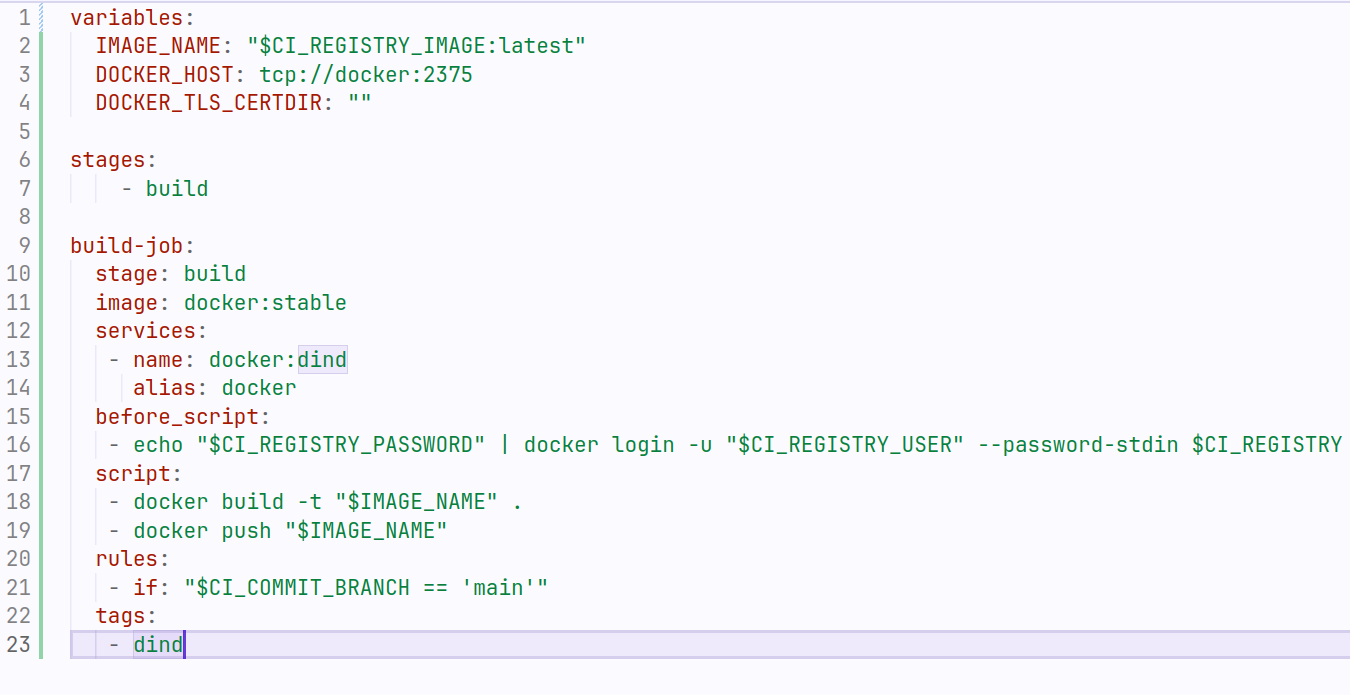 1 variables:
2   IMAGE_NAME: "$CI_REGISTRY_IMAGE:latest"
3   DOCKER_HOST: tcp://docker:2375
4   DOCKER_TLS_CERTDIR: ""
5
6 stages:
7     - build
8
9 build-job:
10   stage: build
11   image: docker:stable
12   services:
13    - name: docker:dind
14      alias: docker
15   before_script:
16    - echo "$CI_REGISTRY_PASSWORD" | docker login -u "$CI_REGISTRY_USER" --password-stdin $CI_REGISTRY
17   script:
18    - docker build -t "$IMAGE_NAME" .
19    - docker push "$IMAGE_NAME"
20   rules:
21    - if: "$CI_COMMIT_BRANCH == 'main'"
22   tags:
23    - dind